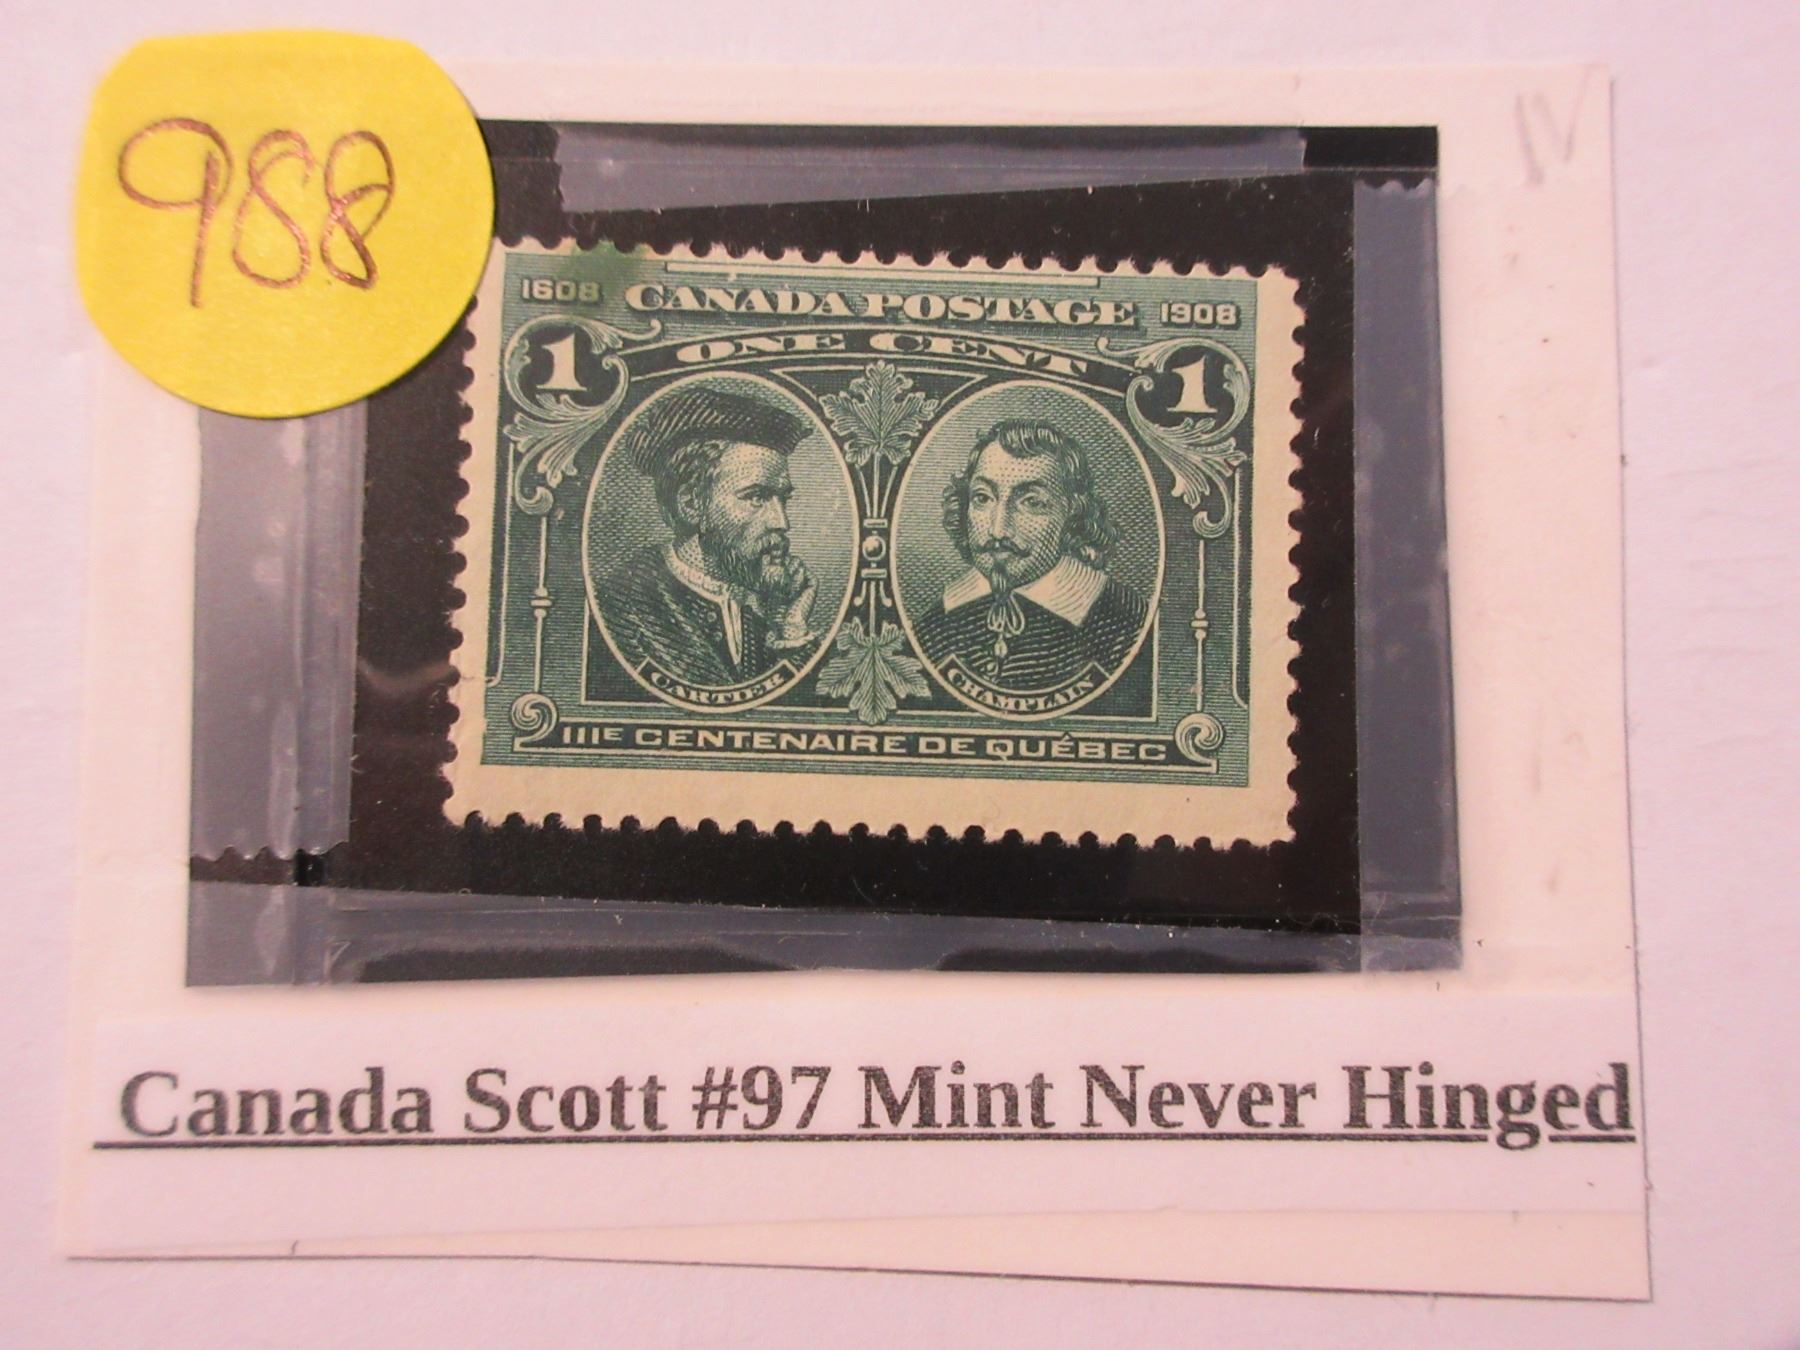 988
IV
1608 CANADA POSTAGE 1908
ONE CENT
1 1
CARTIER CHAMPLAIN
IIIE CENTENAIRE DE QUÉBEC
Canada Scott #97 Mint Never Hinged